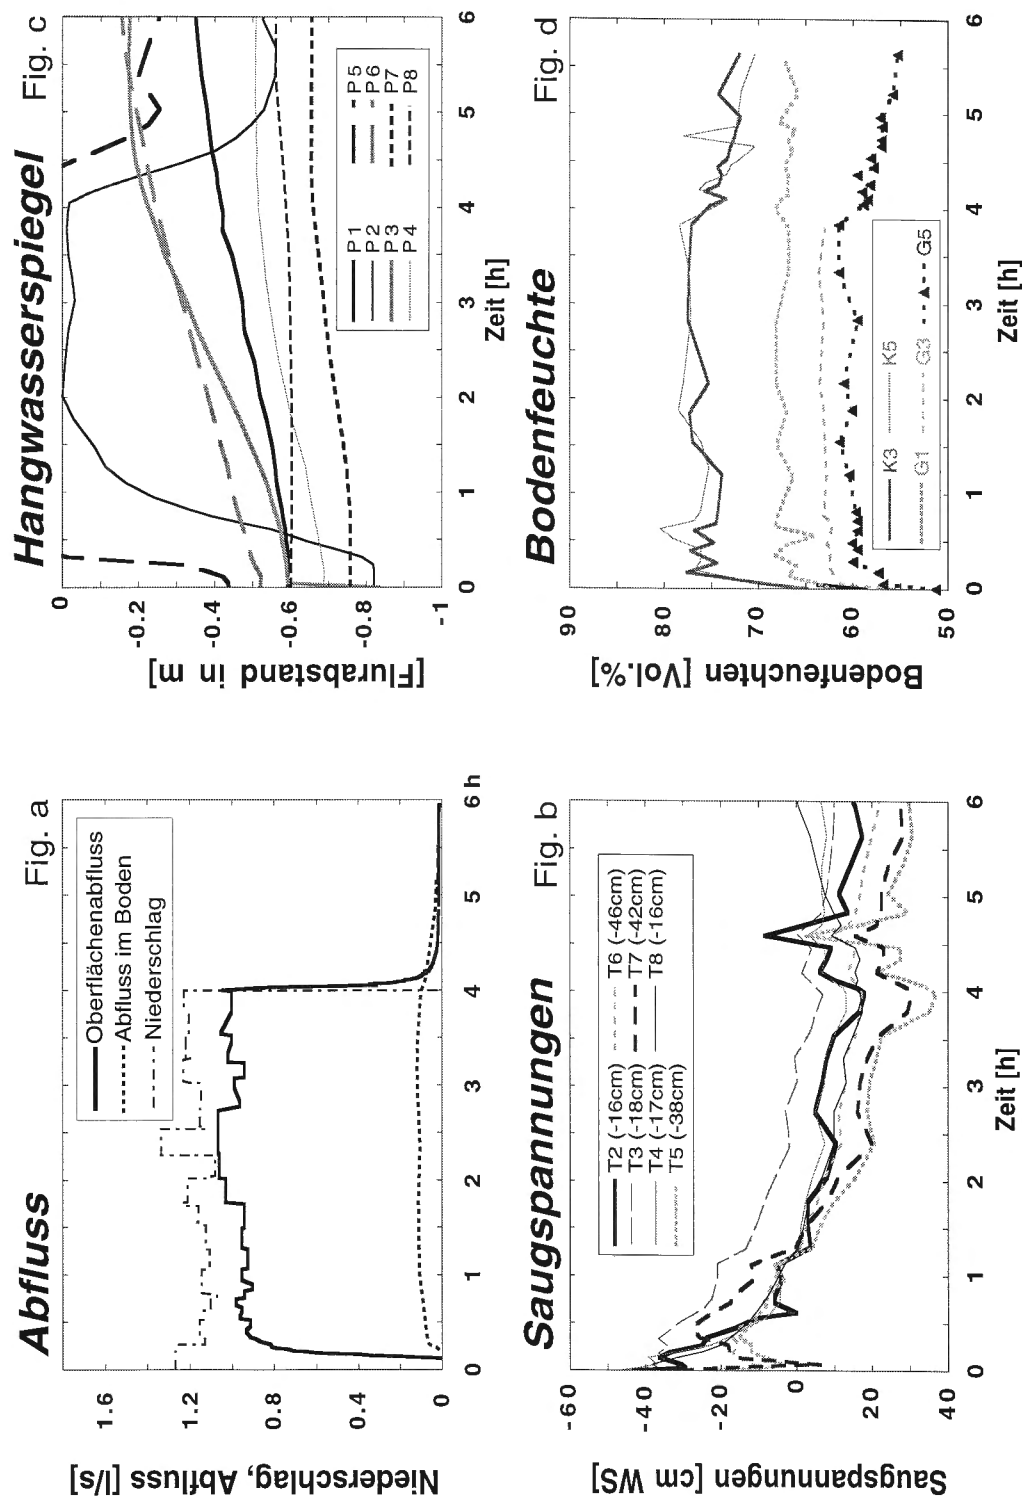 Abfluss
Fig. a
Oberflächenabfluss
Abfluss im Boden
Niederschlag
Niederschlag, Abfluss [l/s]
1.6
1.2
0.8
0.4
0
0 1 2 3 4 5 6 h
Hangwasserspiegel
Fig. c
[Flurabstand in m]
0
-0.2
-0.4
-0.6
-0.8
-1
P1 P5
P2 P6
P3 P7
P4 P8
0 1 2 3 4 5 6
Zeit [h]
Saugspannungen
Fig. b
Saugspannungen [cm WS]
-60
-40
-20
0
20
40
T2 (-16cm) T6 (-46cm)
T3 (-18cm) T7 (-42cm)
T4 (-17cm) T8 (-16cm)
T5 (-38cm)
0 1 2 3 4 5 6
Zeit [h]
Bodenfeuchte
Fig. d
Bodenfeuchten [Vol.%]
90
80
70
60
50
K3 K5
G1 G3 G5
0 1 2 3 4 5 6
Zeit [h]